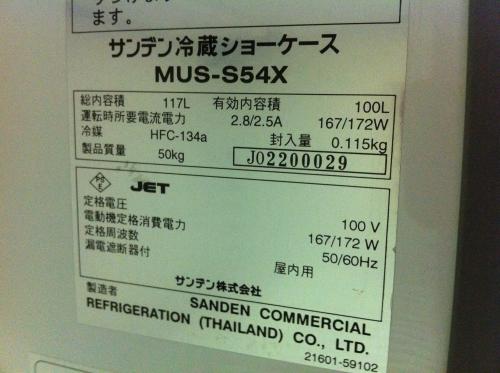 ます。
サンデン冷蔵ショーケース
MUS-S54X
総内容積 117L 有効内容積 100L
運転時所要電流電力 2.8/2.5A 167/172W
冷媒 HFC-134a 封入量 0.115kg
製品質量 50kg J02200029
PS E JET
定格電圧 100 V
電動機定格消費電力 167/172 W
定格周波数 50/60Hz
漏電遮断器付 屋内用
サンデン株式会社
製造者 SANDEN COMMERCIAL
REFRIGERATION (THAILAND) CO., LTD.
21601-59102